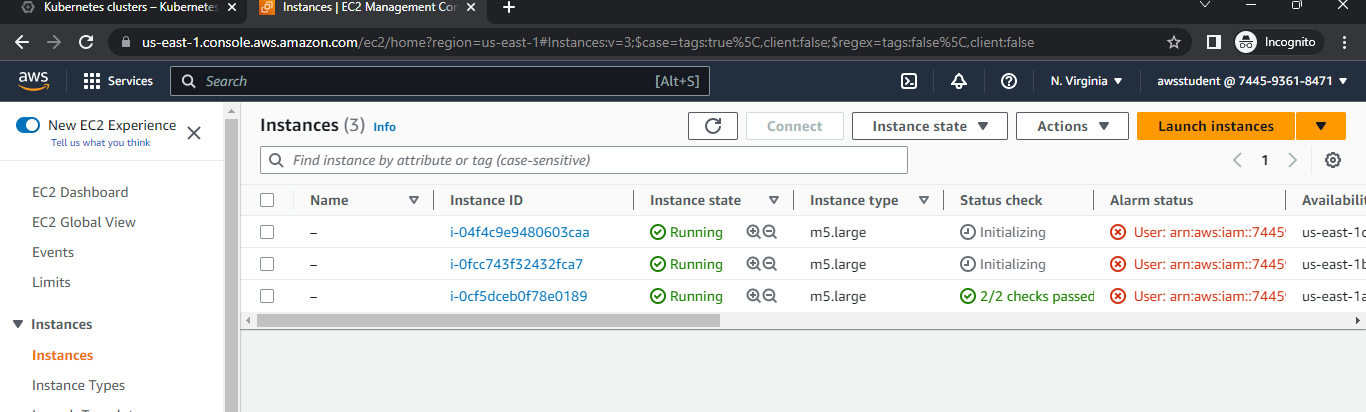 Kubernetes clusters – Kubernetes
Instances | EC2 Management Con
us-east-1.console.aws.amazon.com/ec2/home?region=us-east-1#Instances:v=3;$case=tags:true%5C,client:false;$regex=tags:false%5C,client:false
Incognito
aws
Services
Search
[Alt+S]
N. Virginia
awsstudent @ 7445-9361-8471
New EC2 Experience
Tell us what you think
EC2 Dashboard
EC2 Global View
Events
Limits
Instances
Instances
Instance Types
Instances (3) Info
Connect
Instance state
Actions
Launch instances
Find instance by attribute or tag (case-sensitive)
1
Name Instance ID Instance state Instance type Status check Alarm status Availabili
– i-04f4c9e9480603caa Running m5.large Initializing User: arn:aws:iam::7445 us-east-1c
– i-0fcc743f32432fca7 Running m5.large Initializing User: arn:aws:iam::7445 us-east-1b
– i-0cf5dceb0f78e0189 Running m5.large 2/2 checks passed User: arn:aws:iam::7445 us-east-1a